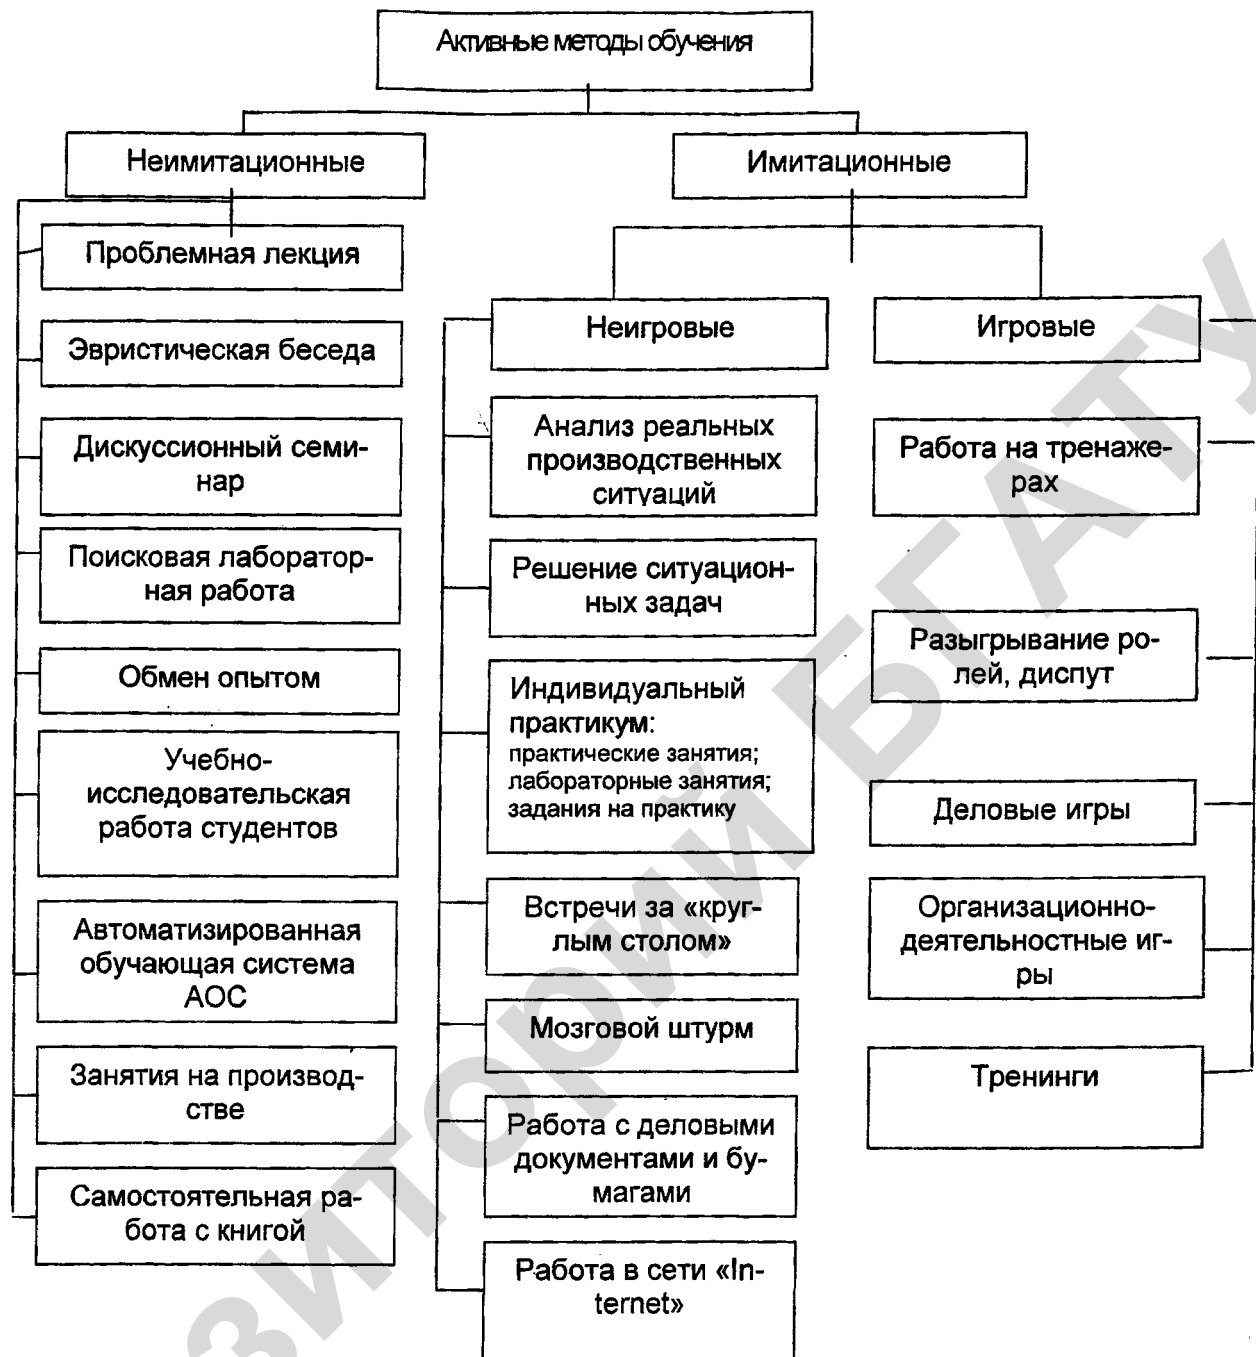 Активные методы обучения
Неимитационные
Имитационные
Проблемная лекция
Эвристическая беседа
Дискуссионный семи-
нар
Поисковая лаборатор-
ная работа
Обмен опытом
Учебно-
исследовательская
работа студентов
Автоматизированная
обучающая система
АОС
Занятия на производ-
стве
Самостоятельная ра-
бота с книгой
Неигровые
Анализ реальных
производственных
ситуаций
Решение ситуацион-
ных задач
Индивидуальный
практикум:
практические занятия;
лабораторные занятия;
задания на практику
Встречи за «круг-
лым столом»
Мозговой штурм
Работа с деловыми
документами и бу-
магами
Работа в сети «In-
ternet»
Игровые
Работа на тренаже-
рах
Разыгрывание ро-
лей, диспут
Деловые игры
Организационно-
деятельностные иг-
ры
Тренинги
зиторий БГАТУ